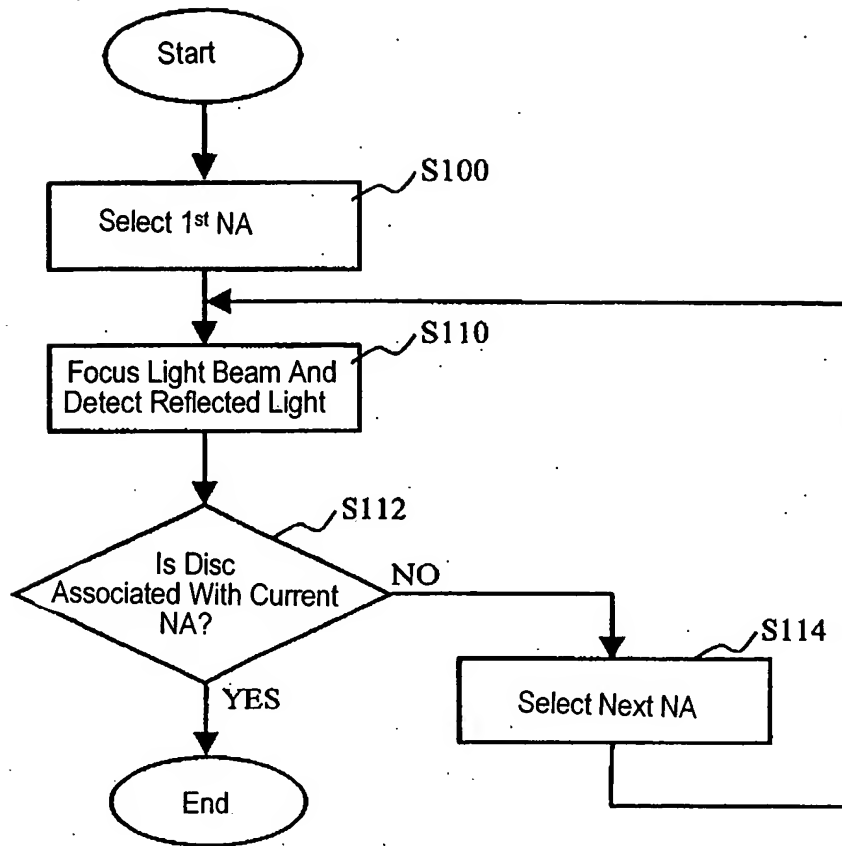 Start
S100
Select 1st NA
S110
Focus Light Beam And
Detect Reflected Light
S112
Is Disc
Associated With Current
NA?
NO
S114
Select Next NA
YES
End